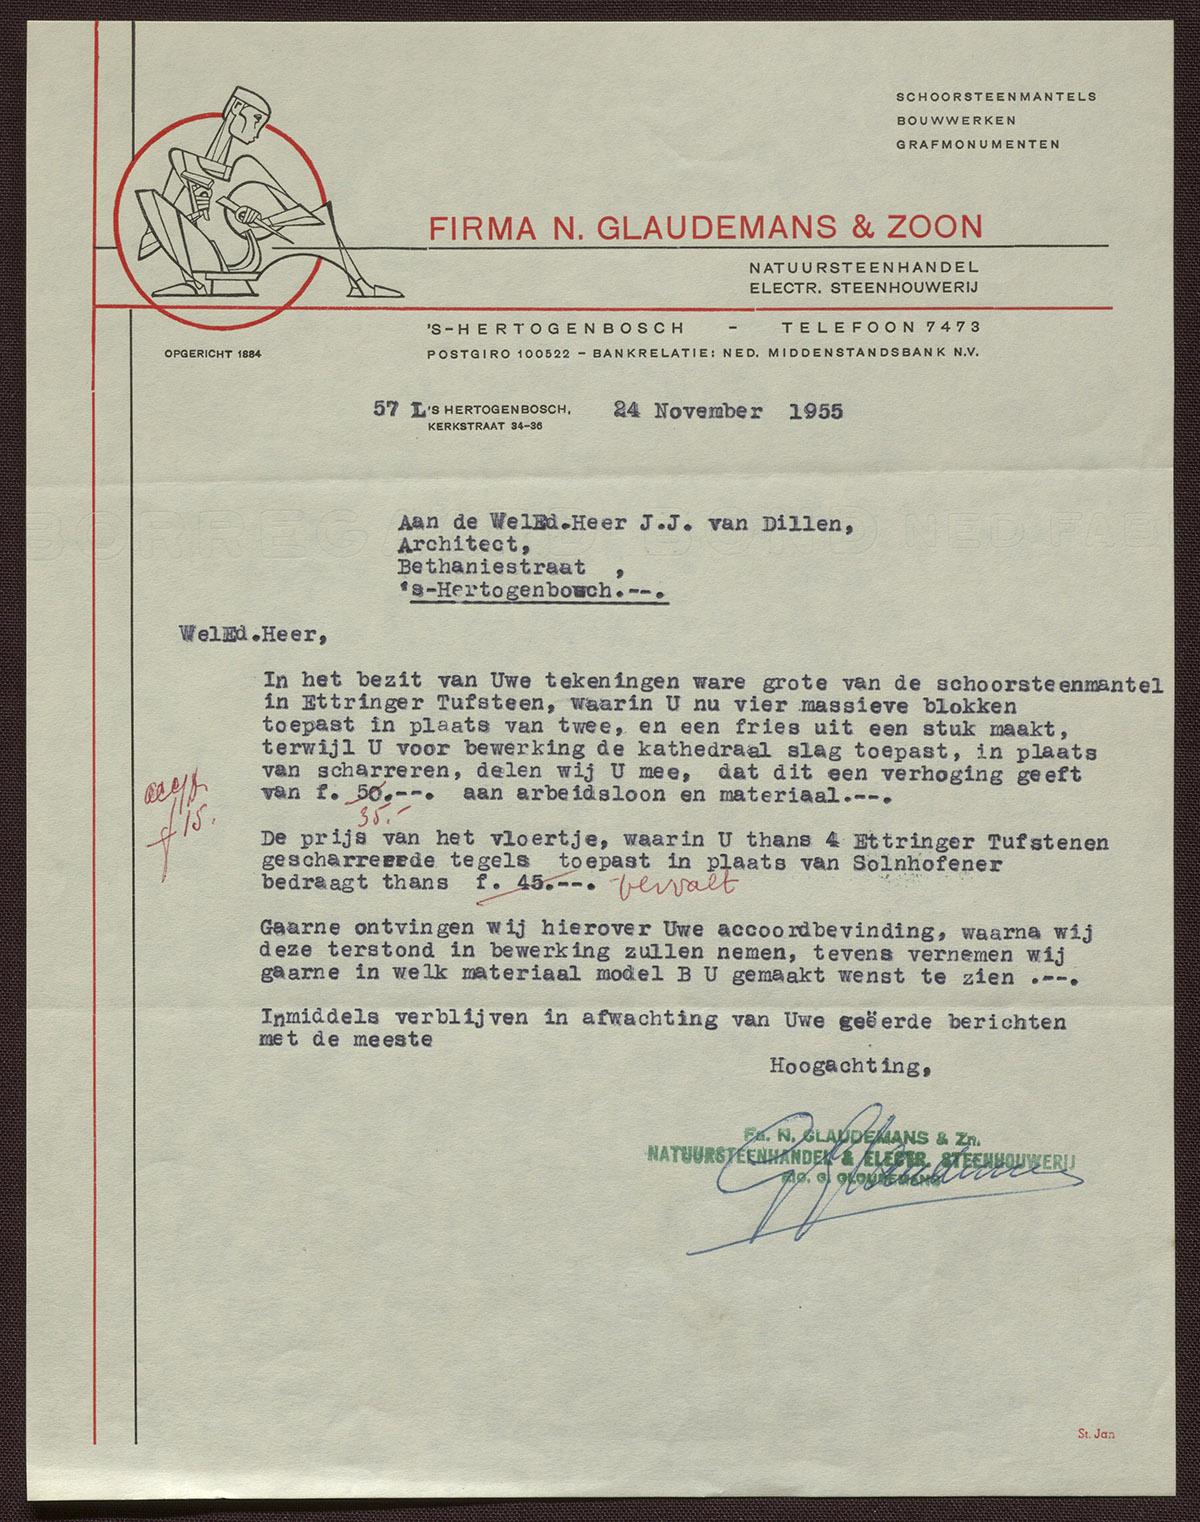 SCHOORSTEENMANTELS
BOUWWERKEN
GRAFMONUMENTEN
FIRMA N. GLAUDEMANS & ZOON
NATUURSTEENHANDEL
ELECTR. STEENHOUWERIJ
'S-HERTOGENBOSCH - TELEFOON 7473
OPGERICHT 1884
POSTGIRO 100522 - BANKRELATIE: NED. MIDDENSTANDSBANK N.V.
57 L 'S HERTOGENBOSCH, 24 November 1955
KERKSTRAAT 34-36
Aan de WelEd.Heer J.J. van Dillen,
Architect,
Bethaniestraat ,
's-Hertogenbosch.--.
WelEd.Heer,
In het bezit van Uwe tekeningen ware grote van de schoorsteenmantel
in Ettringer Tufsteen, waarin U nu vier massieve blokken
toepast in plaats van twee, en een fries uit een stuk maakt,
terwijl U voor bewerking de kathedraal slag toepast, in plaats
van scharreren, delen wij U mee, dat dit een verhoging geeft
van f. 50.--. aan arbeidsloon en materiaal.--.
35.-
f 15.
De prijs van het vloertje, waarin U thans 4 Ettringer Tufstenen
gescharreerde tegels toepast in plaats van Solnhofener
bedraagt thans f. 45.--. vervalt
Gaarne ontvingen wij hierover Uwe accoordbevinding, waarna wij
deze terstond in bewerking zullen nemen, tevens vernemen wij
gaarne in welk materiaal model B U gemaakt wenst te zien .--.
Inmiddels verblijven in afwachting van Uwe geëerde berichten
met de meeste
Hoogachting,
Fa. N. GLAUDEMANS & Zn.
NATUURSTEENHANDEL & ELECTR. STEENHOUWERIJ
St. Jan